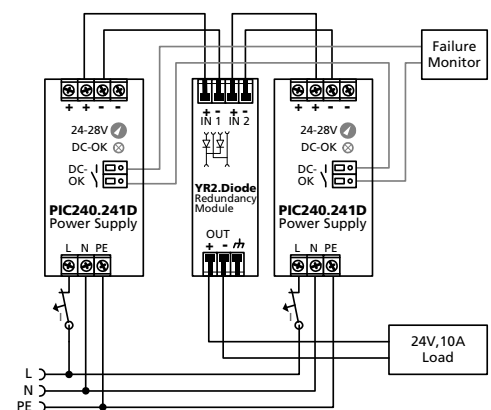 Failure
Monitor
+ + - -
24-28V
DC-OK
DC-
OK
PIC240.241D
Power Supply
L N PE
I
+ - + -
IN 1 IN 2
YR2.Diode
Redundancy
Module
OUT
+ -
+ + - -
24-28V
DC-OK
DC-
OK
PIC240.241D
Power Supply
L N PE
I
24V,10A
Load
L
N
PE